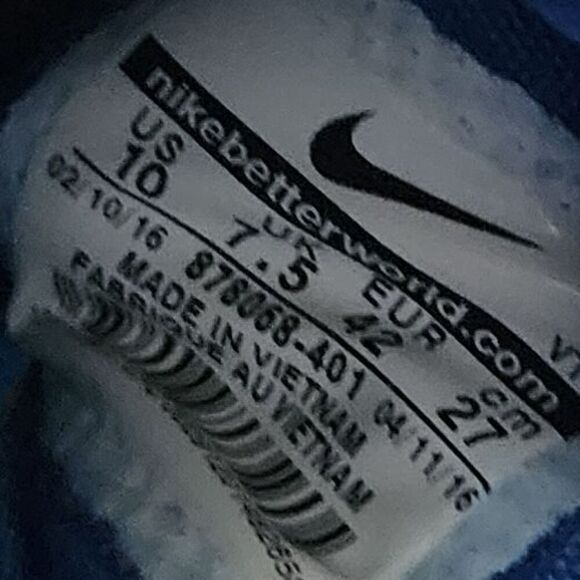 nikebetterworld.com
US UK EUR cm
10 7.5 42 27
02/10/16 878068-401 04/11/16
MADE IN VIETNAM
FABRIQUE AU VIETNAM